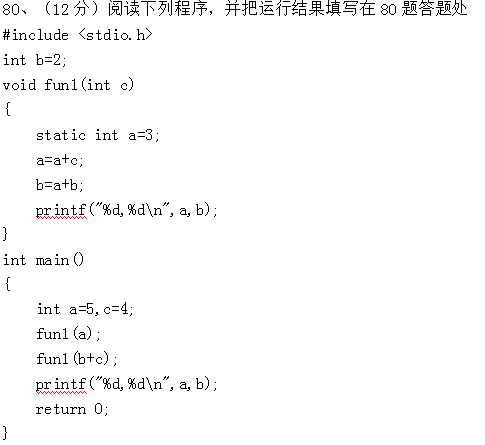 80、（12分）阅读下列程序，并把运行结果填写在80题答题处
#include <stdio.h>
int b=2;
void fun1(int c)
{
static int a=3;
a=a+c;
b=a+b;
printf("%d,%d\n",a,b);
}
int main()
{
int a=5,c=4;
fun1(a);
fun1(b+c);
printf("%d,%d\n",a,b);
return 0;
}